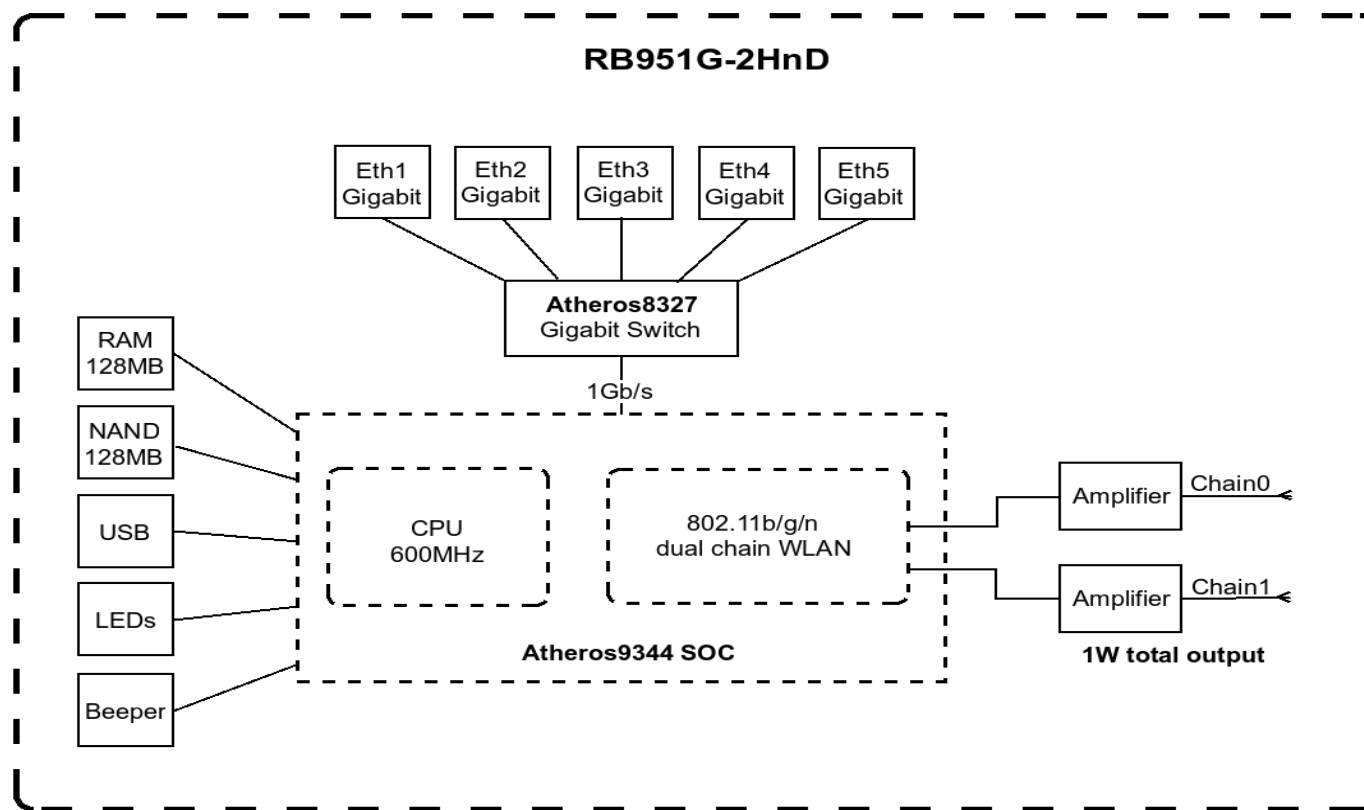 RB951G-2HnD
Eth1
Gigabit
Eth2
Gigabit
Eth3
Gigabit
Eth4
Gigabit
Eth5
Gigabit
Atheros8327
Gigabit Switch
1Gb/s
RAM
128MB
NAND
128MB
USB
LEDs
Beeper
CPU
600MHz
802.11b/g/n
dual chain WLAN
Atheros9344 SOC
Amplifier
Chain0
Amplifier
Chain1
1W total output